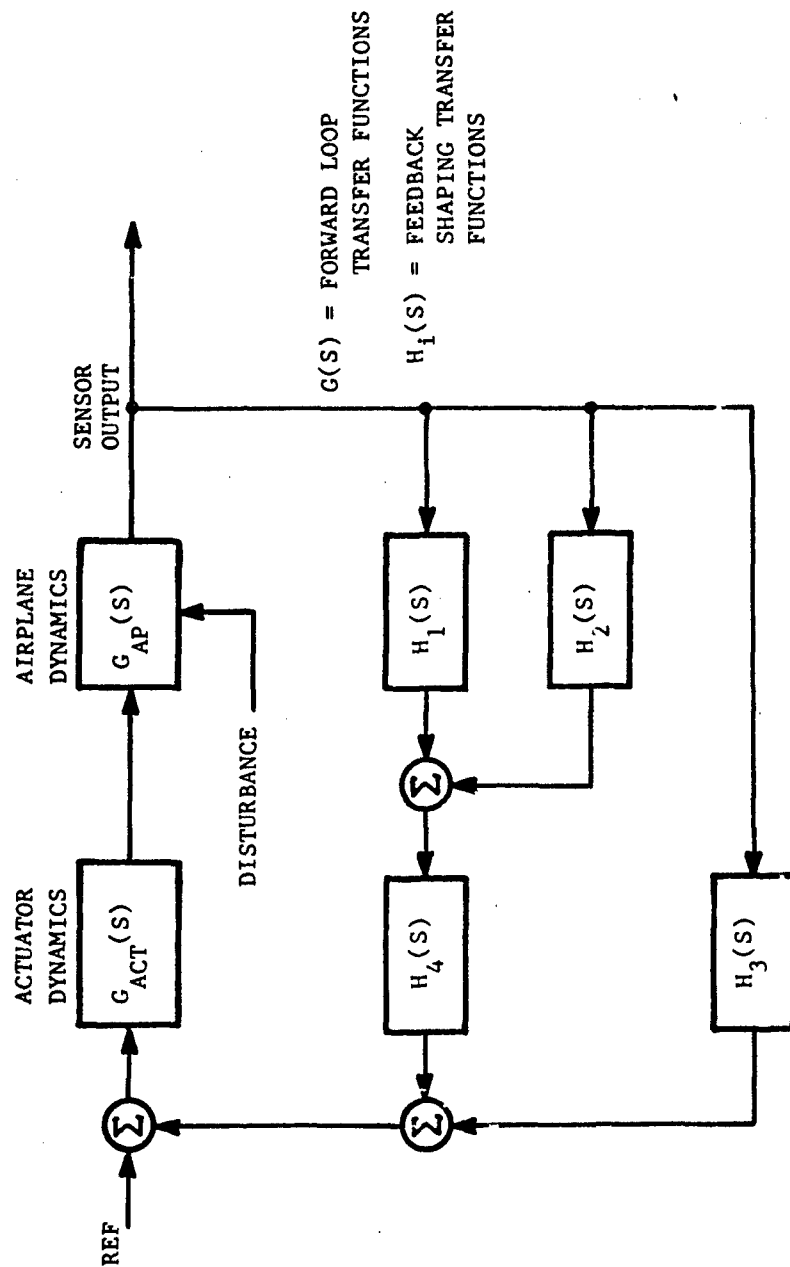 ACTUATOR
DYNAMICS
AIRPLANE
DYNAMICS
SENSOR
OUTPUT
REF
Σ
G_ACT(S)
G_AP(S)
DISTURBANCE
G(S) = FORWARD LOOP
TRANSFER FUNCTIONS
H_i(S) = FEEDBACK
SHAPING TRANSFER
FUNCTIONS
Σ
H_4(S)
Σ
H_1(S)
H_2(S)
H_3(S)